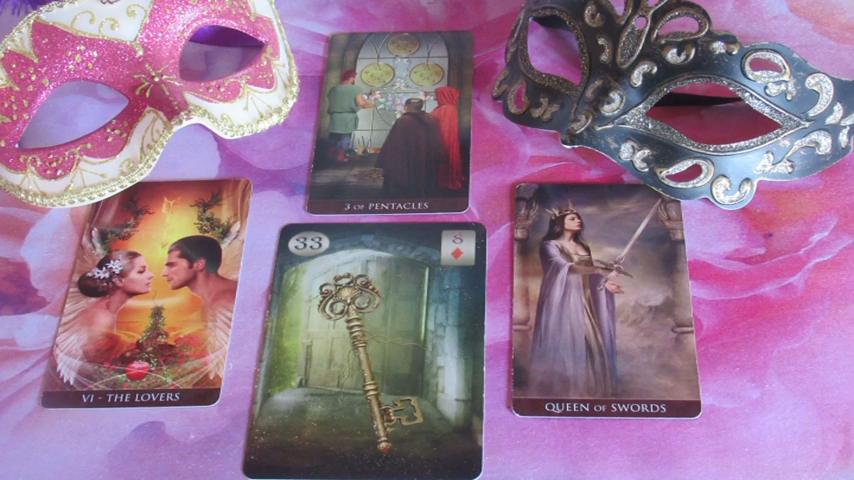 3 OF PENTACLES
VI - THE LOVERS
33
8
QUEEN OF SWORDS